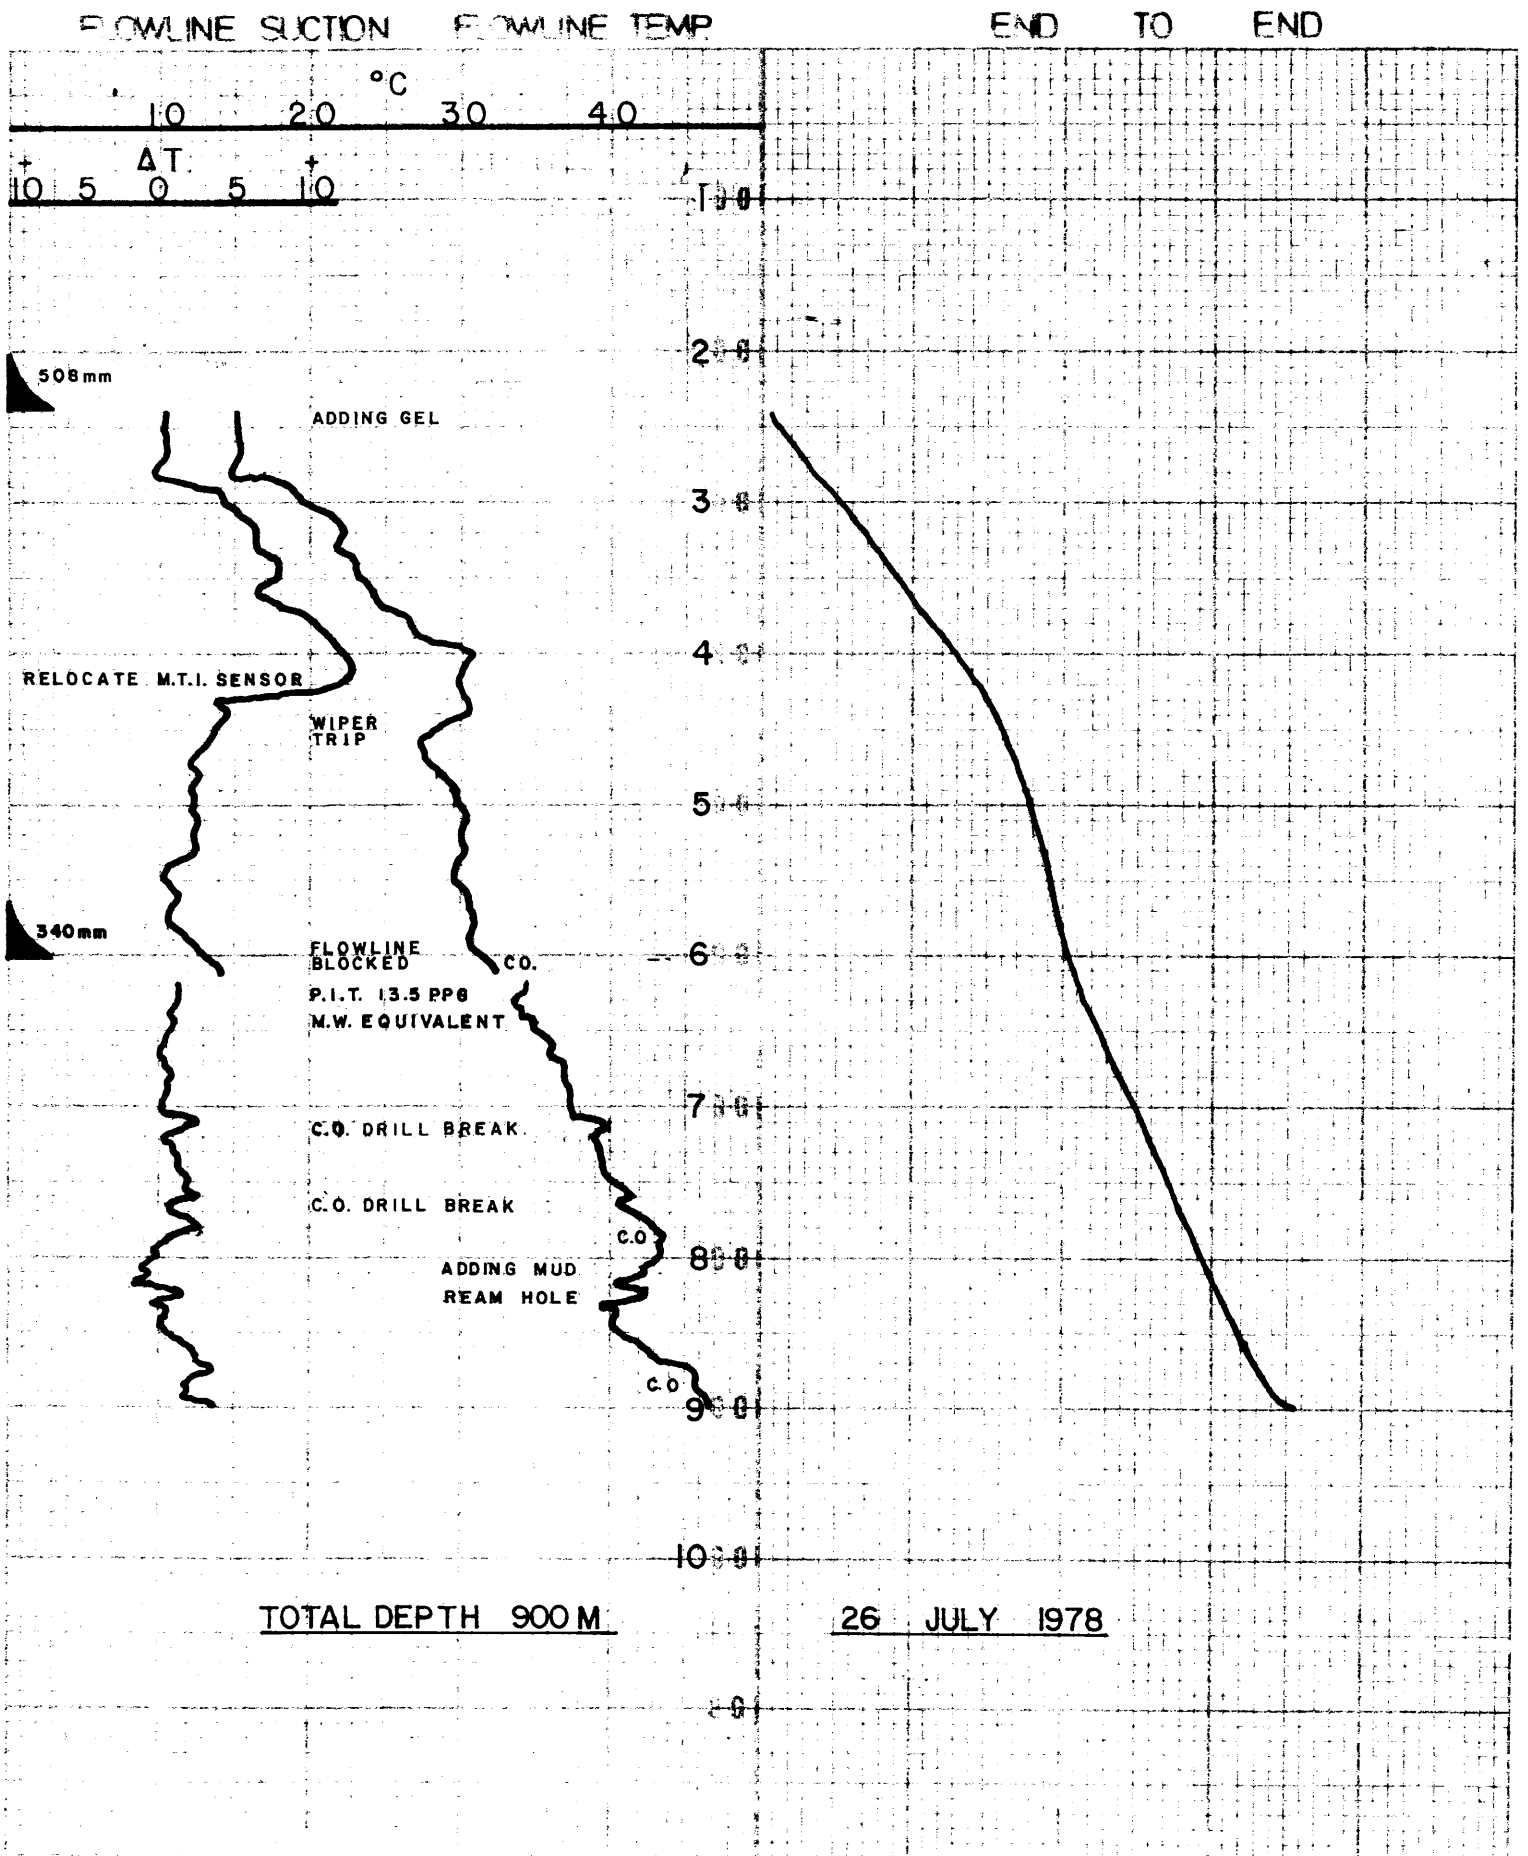 FLOWLINE SUCTION FLOWLINE TEMP. END TO END
°C
10 20 30 40
+ ΔT. +
10 5 0 5 10
100
200
508mm
ADDING GEL
300
400
RELOCATE M.T.I. SENSOR
WIPER
TRIP
500
340mm
FLOWLINE
BLOCKED
C.O.
600
P.I.T. 13.5 PPG
M.W. EQUIVALENT
700
C.O. DRILL BREAK
C.O. DRILL BREAK
C.O
800
ADDING MUD
REAM HOLE
C.O
900
1000
TOTAL DEPTH 900 M 26 JULY 1978